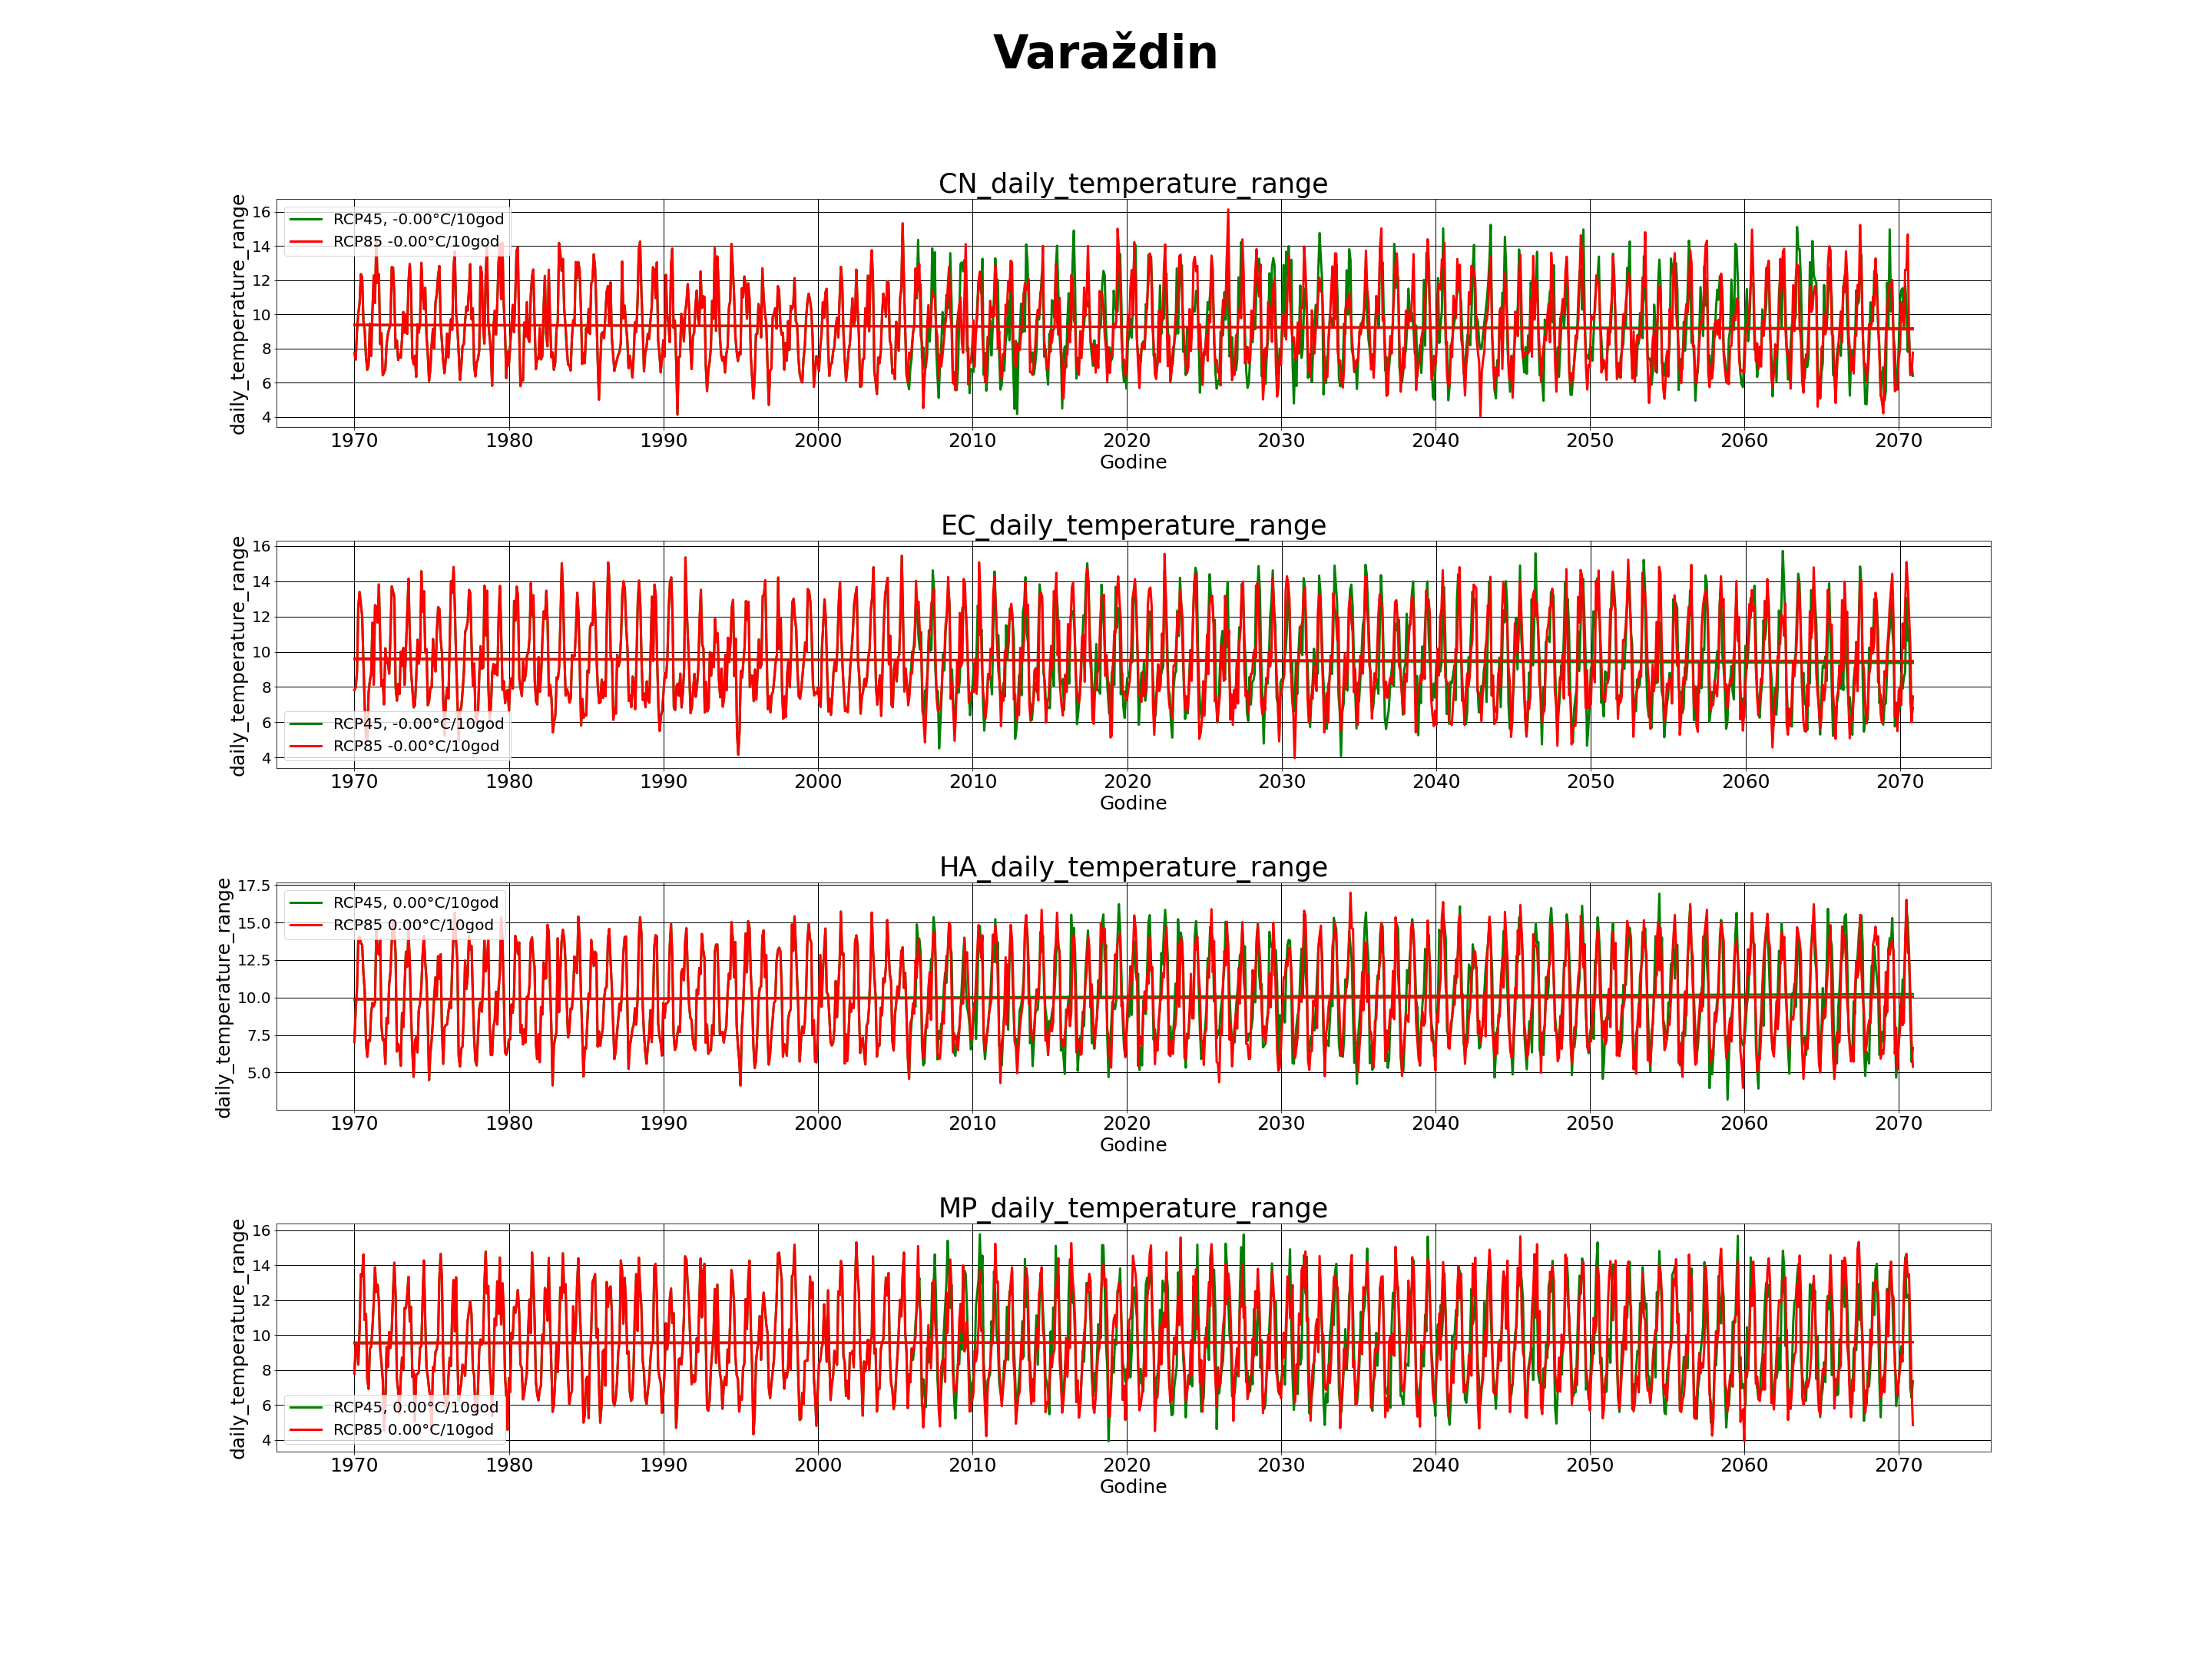 Varaždin
CN_daily_temperature_range
daily_temperature_range
16
14
12
10
8
6
4
RCP45, -0.00°C/10god
RCP85 -0.00°C/10god
1970 1980 1990 2000 2010 2020 2030 2040 2050 2060 2070
Godine
EC_daily_temperature_range
daily_temperature_range
16
14
12
10
8
6
4
RCP45, -0.00°C/10god
RCP85 -0.00°C/10god
1970 1980 1990 2000 2010 2020 2030 2040 2050 2060 2070
Godine
HA_daily_temperature_range
daily_temperature_range
17.5
15.0
12.5
10.0
7.5
5.0
RCP45, 0.00°C/10god
RCP85 0.00°C/10god
1970 1980 1990 2000 2010 2020 2030 2040 2050 2060 2070
Godine
MP_daily_temperature_range
daily_temperature_range
16
14
12
10
8
6
4
RCP45, 0.00°C/10god
RCP85 0.00°C/10god
1970 1980 1990 2000 2010 2020 2030 2040 2050 2060 2070
Godine